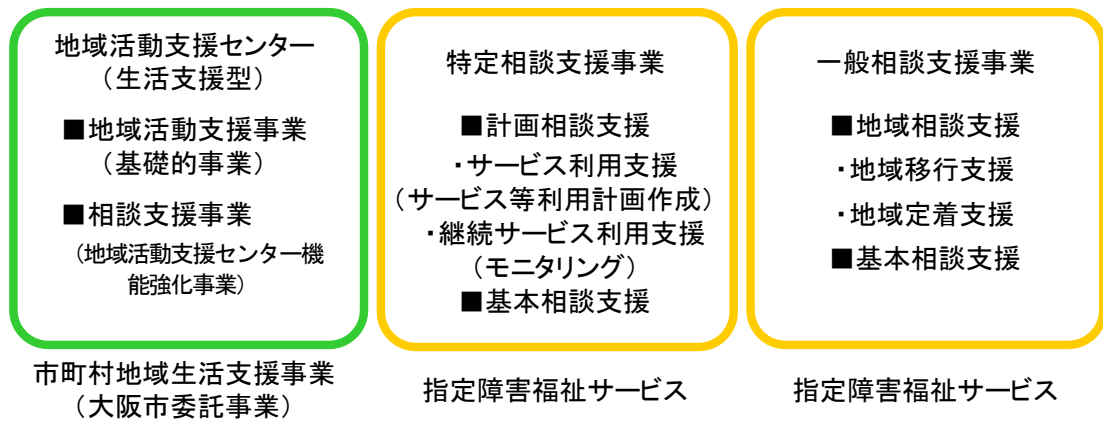 地域活動支援センター
（生活支援型）
■地域活動支援事業
（基礎的事業）
■相談支援事業
（地域活動支援センター機
能強化事業）
市町村地域生活支援事業
（大阪市委託事業）
特定相談支援事業
■計画相談支援
・サービス利用支援
（サービス等利用計画作成）
・継続サービス利用支援
（モニタリング）
■基本相談支援
指定障害福祉サービス
一般相談支援事業
■地域相談支援
・地域移行支援
・地域定着支援
■基本相談支援
指定障害福祉サービス